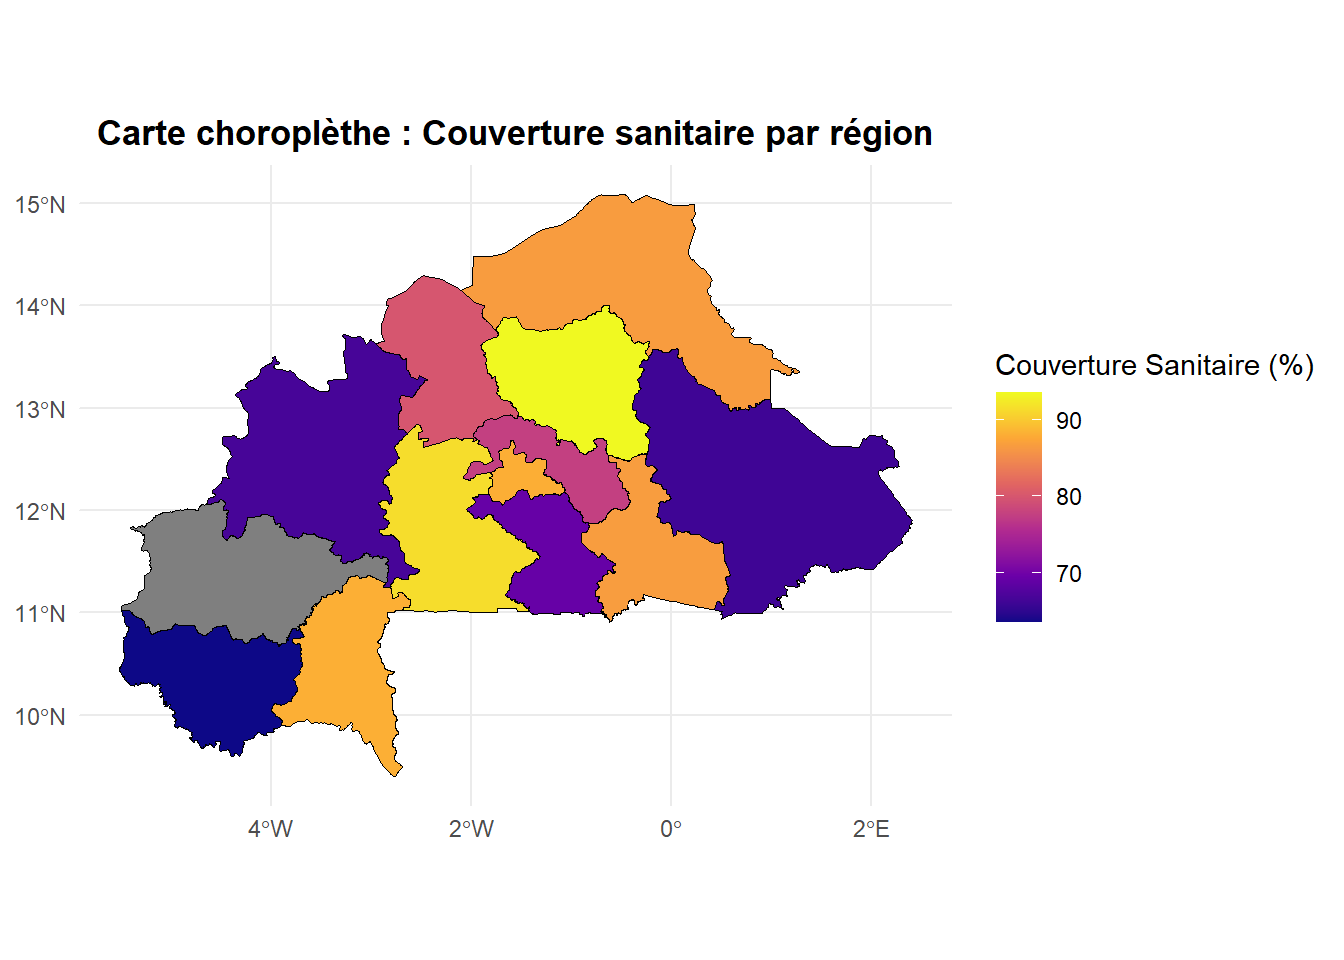 Carte choroplèthe : Couverture sanitaire par région
15°N
14°N
13°N
12°N
11°N
10°N
4°W
2°W
0°
2°E
Couverture Sanitaire (%)
90
80
70